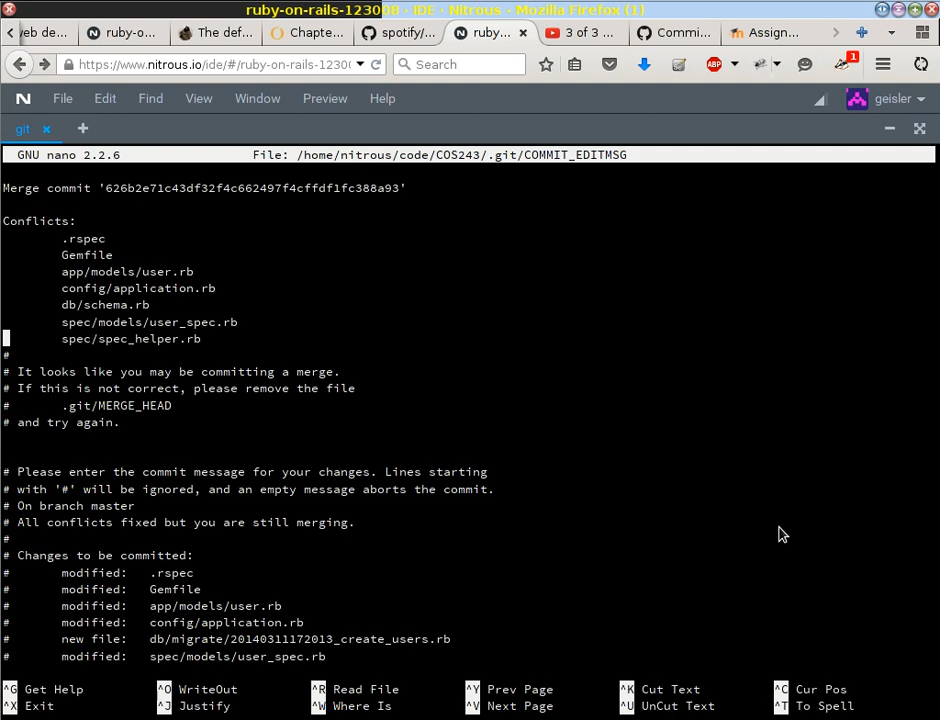 ruby-on-rails-123008 - IDE - Nitrous - Mozilla Firefox (1)
eb de... ruby-o... The def... Chapte... spotify/... ruby... × 3 of 3 ... Commi... Assign...
https://www.nitrous.io/ide/#/ruby-on-rails-1230 Search ABP 1
N File Edit Find View Window Preview Help geisler
git × +
GNU nano 2.2.6 File: /home/nitrous/code/COS243/.git/COMMIT_EDITMSG
Merge commit '626b2e71c43df32f4c662497f4cffdf1fc388a93'
Conflicts:
.rspec
Gemfile
app/models/user.rb
config/application.rb
db/schema.rb
spec/models/user_spec.rb
spec/spec_helper.rb
#
# It looks like you may be committing a merge.
# If this is not correct, please remove the file
# .git/MERGE_HEAD
# and try again.
# Please enter the commit message for your changes. Lines starting
# with '#' will be ignored, and an empty message aborts the commit.
# On branch master
# All conflicts fixed but you are still merging.
#
# Changes to be committed:
# modified: .rspec
# modified: Gemfile
# modified: app/models/user.rb
# modified: config/application.rb
# new file: db/migrate/20140311172013_create_users.rb
# modified: spec/models/user_spec.rb
^G Get Help ^O WriteOut ^R Read File ^Y Prev Page ^K Cut Text ^C Cur Pos
^X Exit ^J Justify ^W Where Is ^V Next Page ^U UnCut Text ^T To Spell